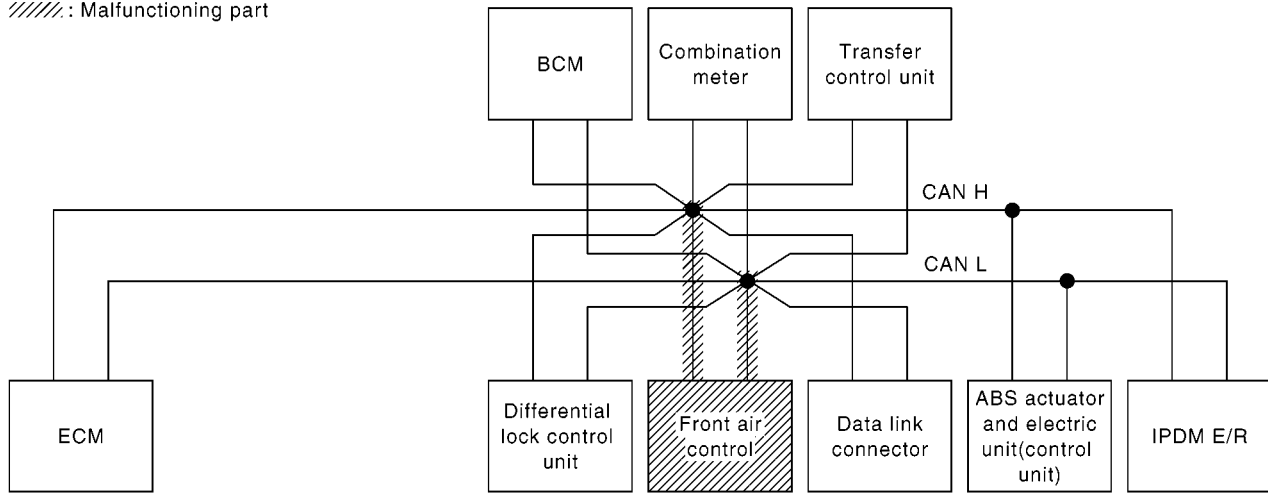 : Malfunctioning part
BCM
Combination
meter
Transfer
control unit
CAN H
CAN L
ECM
Differential
lock control
unit
Front air
control
Data link
connector
ABS actuator
and electric
unit(control
unit)
IPDM E/R